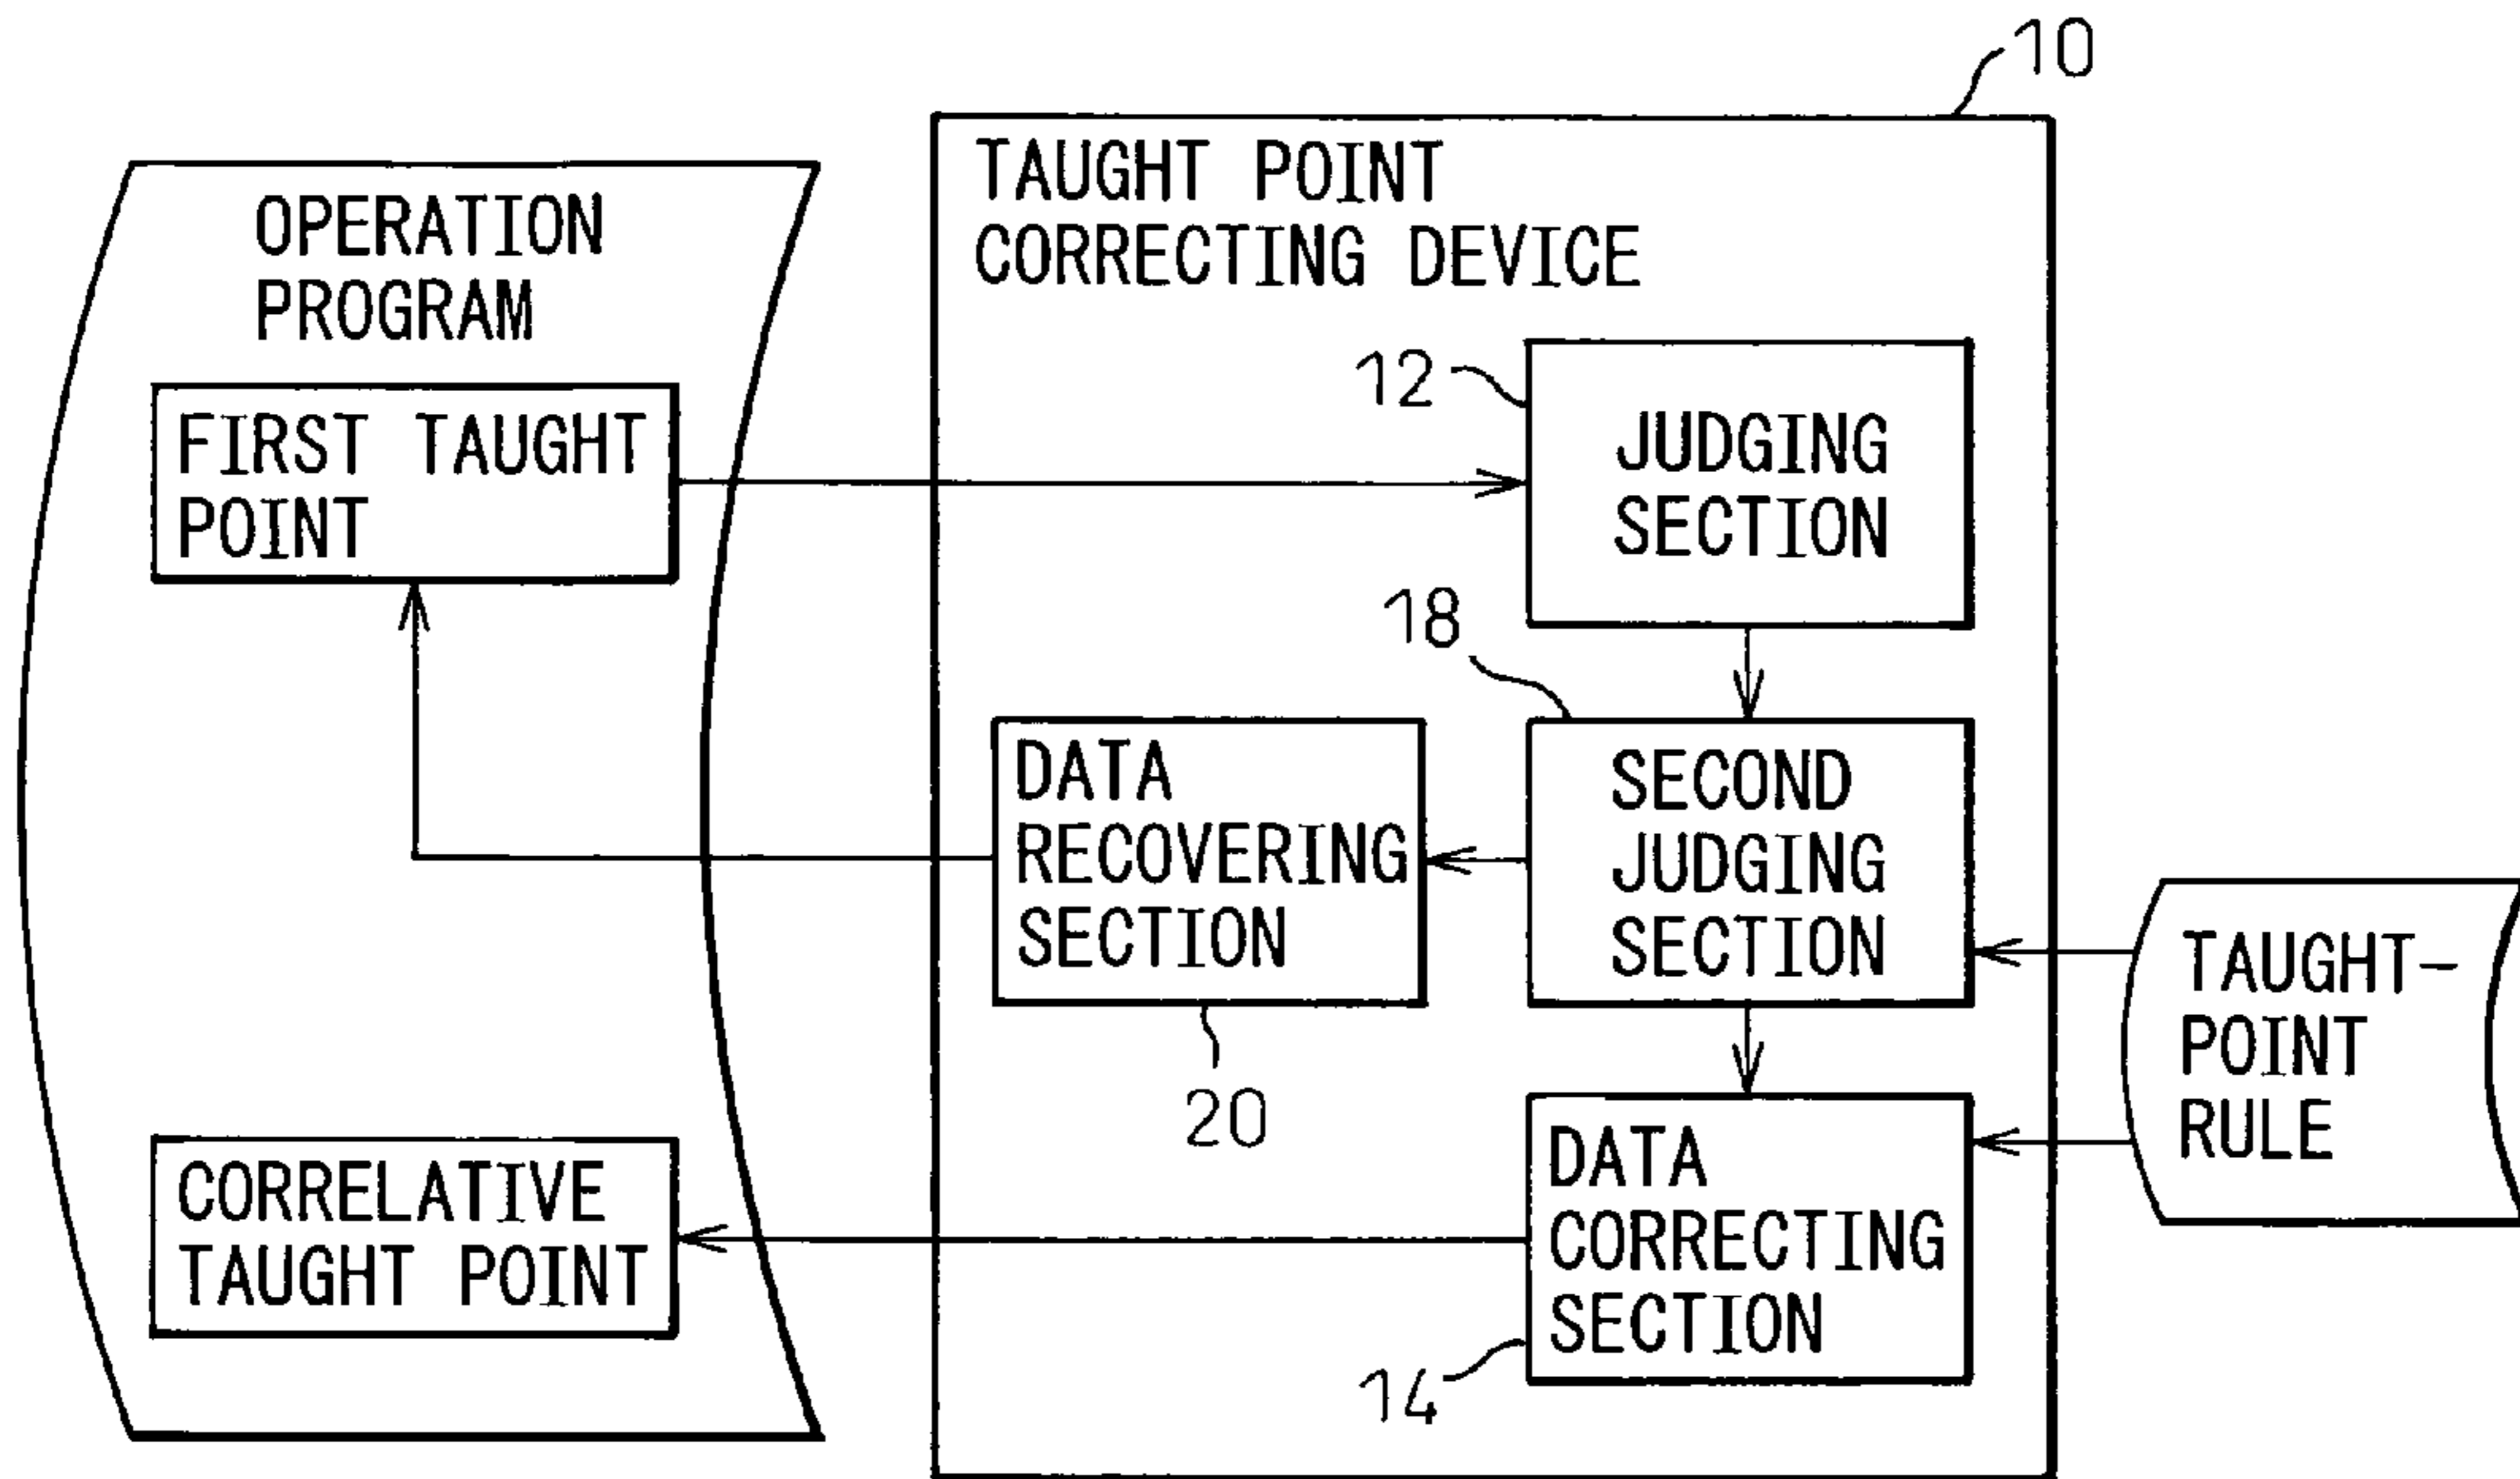 10
TAUGHT POINT
CORRECTING DEVICE
OPERATION
PROGRAM
FIRST TAUGHT
POINT
12
JUDGING
SECTION
18
DATA
RECOVERING
SECTION
20
SECOND
JUDGING
SECTION
TAUGHT-
POINT
RULE
CORRELATIVE
TAUGHT POINT
DATA
CORRECTING
SECTION
14